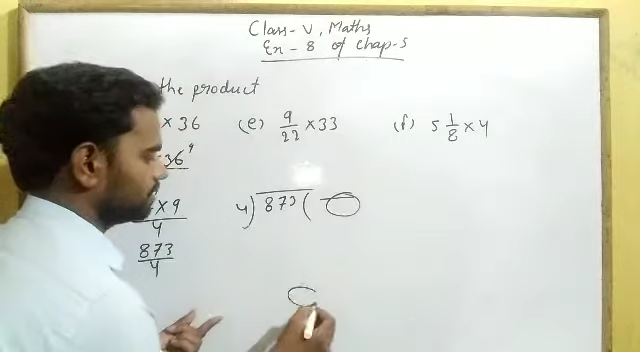 Class - V, Maths
Ex - 8 of chap-5
the product
× 36 (e) 9/22 × 33 (f) 5 1/8 × 4
36 4
× 9 / 4
4) 873 (
873/4